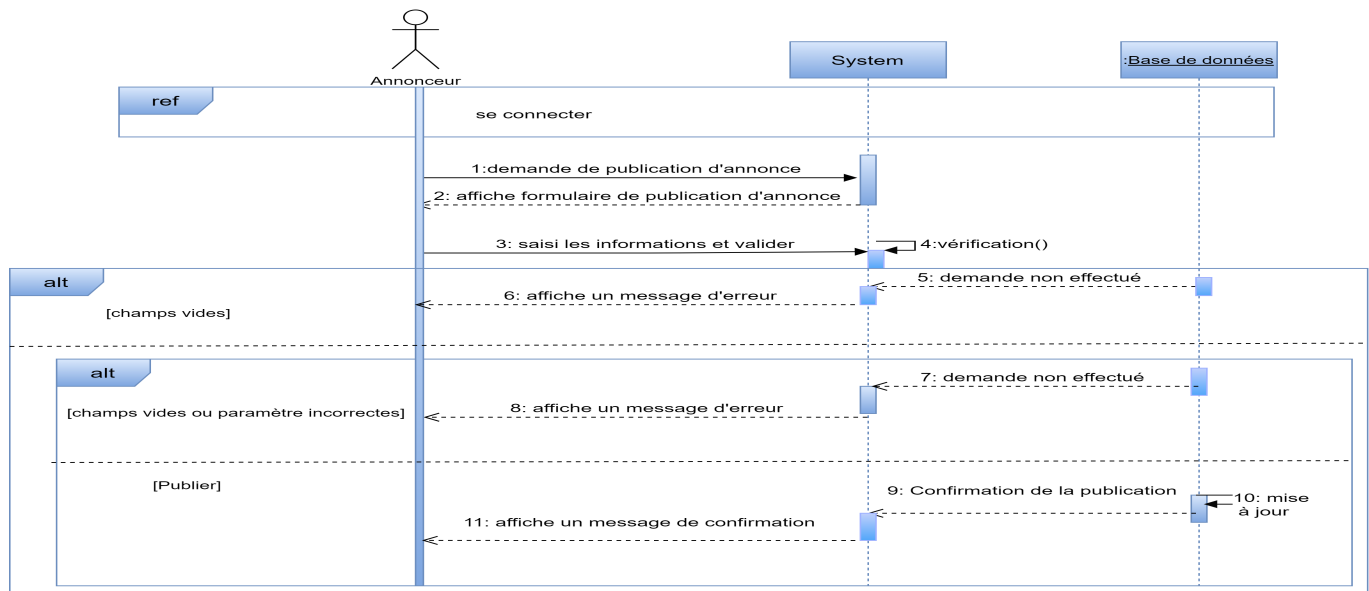 Annonceur
System
:Base de données
ref
se connecter
1:demande de publication d'annonce
2: affiche formulaire de publication d'annonce
3: saisi les informations et valider
4:vérification()
alt
5: demande non effectué
6: affiche un message d'erreur
[champs vides]
alt
7: demande non effectué
[champs vides ou paramètre incorrectes]
8: affiche un message d'erreur
[Publier]
9: Confirmation de la publication
10: mise
à jour
11: affiche un message de confirmation